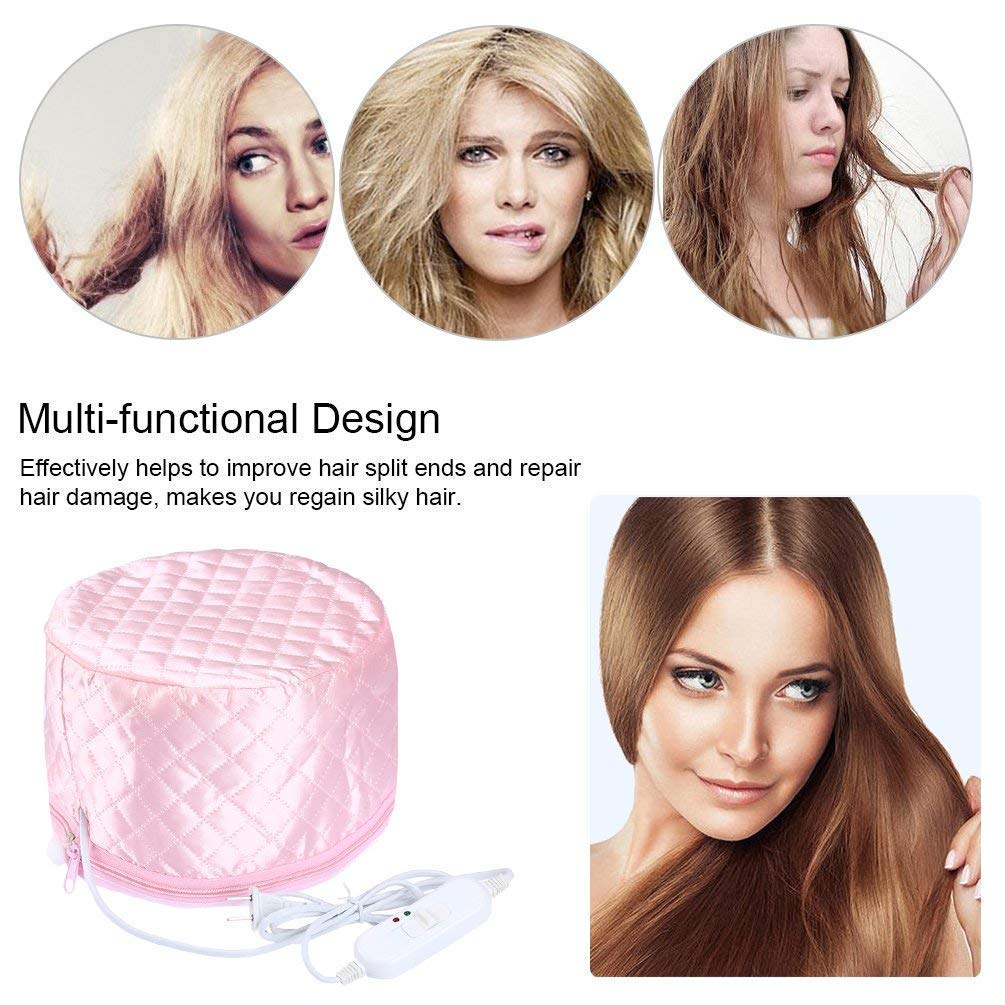 Multi-functional Design
Effectively helps to improve hair split ends and repair
hair damage, makes you regain silky hair.